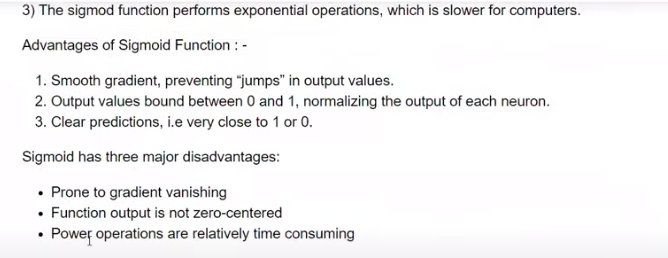 3) The sigmod function performs exponential operations, which is slower for computers.
Advantages of Sigmoid Function : -
1. Smooth gradient, preventing “jumps” in output values.
2. Output values bound between 0 and 1, normalizing the output of each neuron.
3. Clear predictions, i.e very close to 1 or 0.
Sigmoid has three major disadvantages:
• Prone to gradient vanishing
• Function output is not zero-centered
• Power operations are relatively time consuming